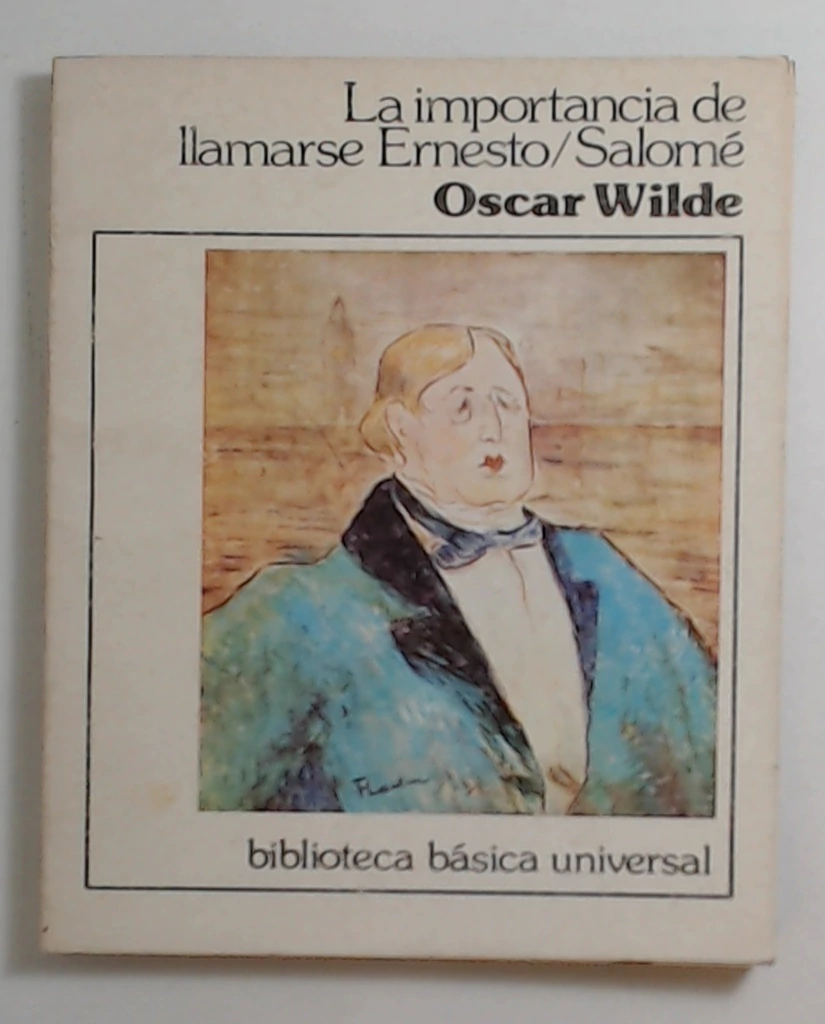 La importancia de
llamarse Ernesto/Salomé
Oscar Wilde
biblioteca básica universal